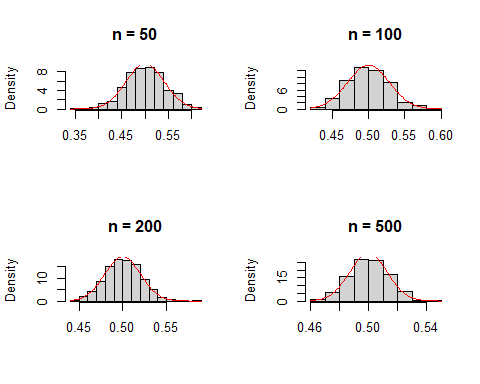 n = 50
Density
0 4 8
0.35 0.45 0.55
n = 100
Density
0 6
0.45 0.50 0.55 0.60
n = 200
Density
0 10
0.45 0.50 0.55
n = 500
Density
0 15
0.46 0.50 0.54